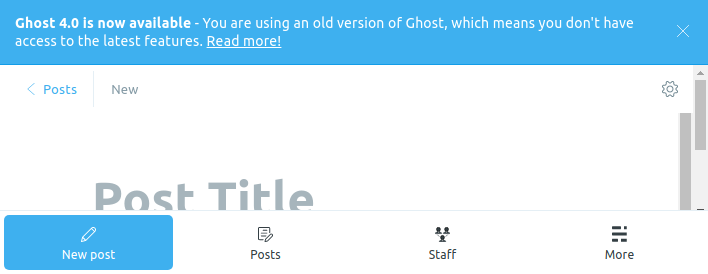 Ghost 4.0 is now available - You are using an old version of Ghost, which means you don't have
access to the latest features. Read more!
Posts
New
Post Title
New post
Posts
Staff
More